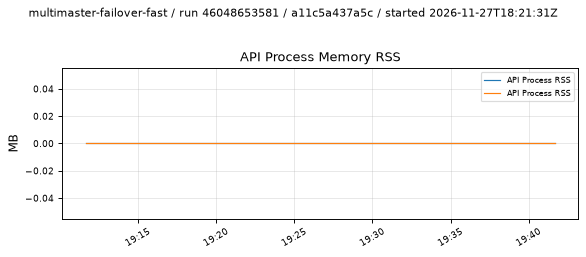 multimaster-failover-fast / run 46048653581 / a11c5a437a5c / started 2026-11-27T18:21:31Z
API Process Memory RSS
API Process RSS
API Process RSS
MB
0.04
0.02
0.00
−0.02
−0.04
19:15
19:20
19:25
19:30
19:35
19:40